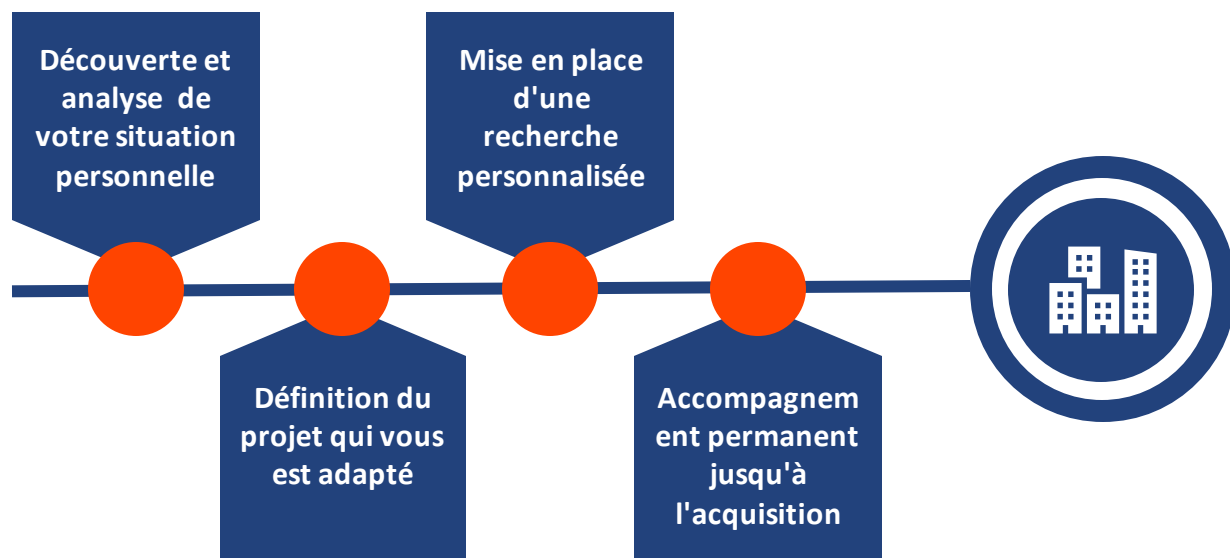 Découverte et
analyse de
votre situation
personnelle
Définition du
projet qui vous
est adapté
Mise en place
d'une
recherche
personnalisée
Accompagnem
ent permanent
jusqu'à
l'acquisition